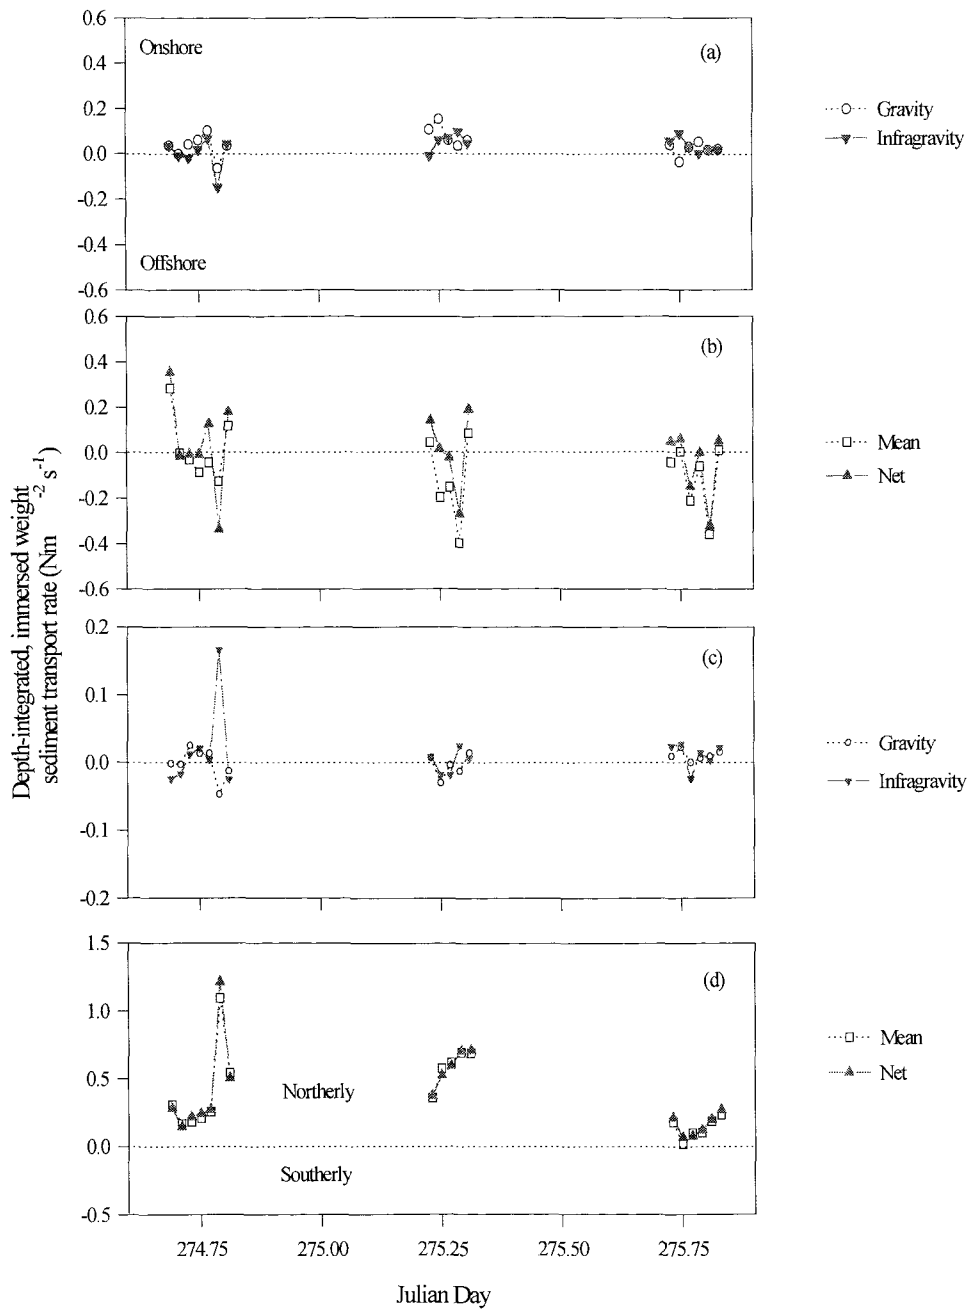 Depth-integrated, immersed weight
sediment transport rate (Nm-2 s-1)
0.6
0.4
0.2
0.0
-0.2
-0.4
-0.6
Onshore
(a)
Offshore
Gravity
Infragravity
0.6
0.4
0.2
0.0
-0.2
-0.4
-0.6
(b)
Mean
Net
0.2
0.1
0.0
-0.1
-0.2
(c)
Gravity
Infragravity
1.5
1.0
0.5
0.0
-0.5
(d)
Northerly
Southerly
Mean
Net
274.75 275.00 275.25 275.50 275.75
Julian Day